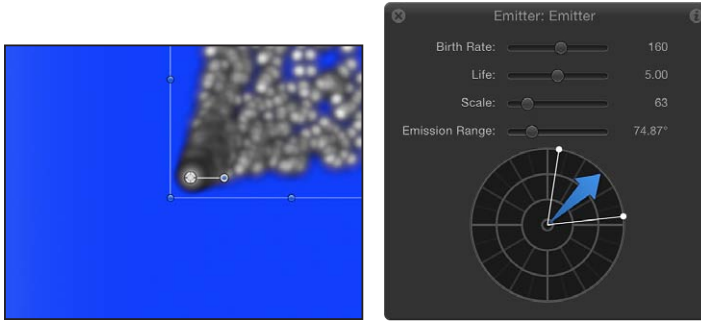 Emitter: Emitter
Birth Rate: 160
Life: 5.00
Scale: 63
Emission Range: 74.87°